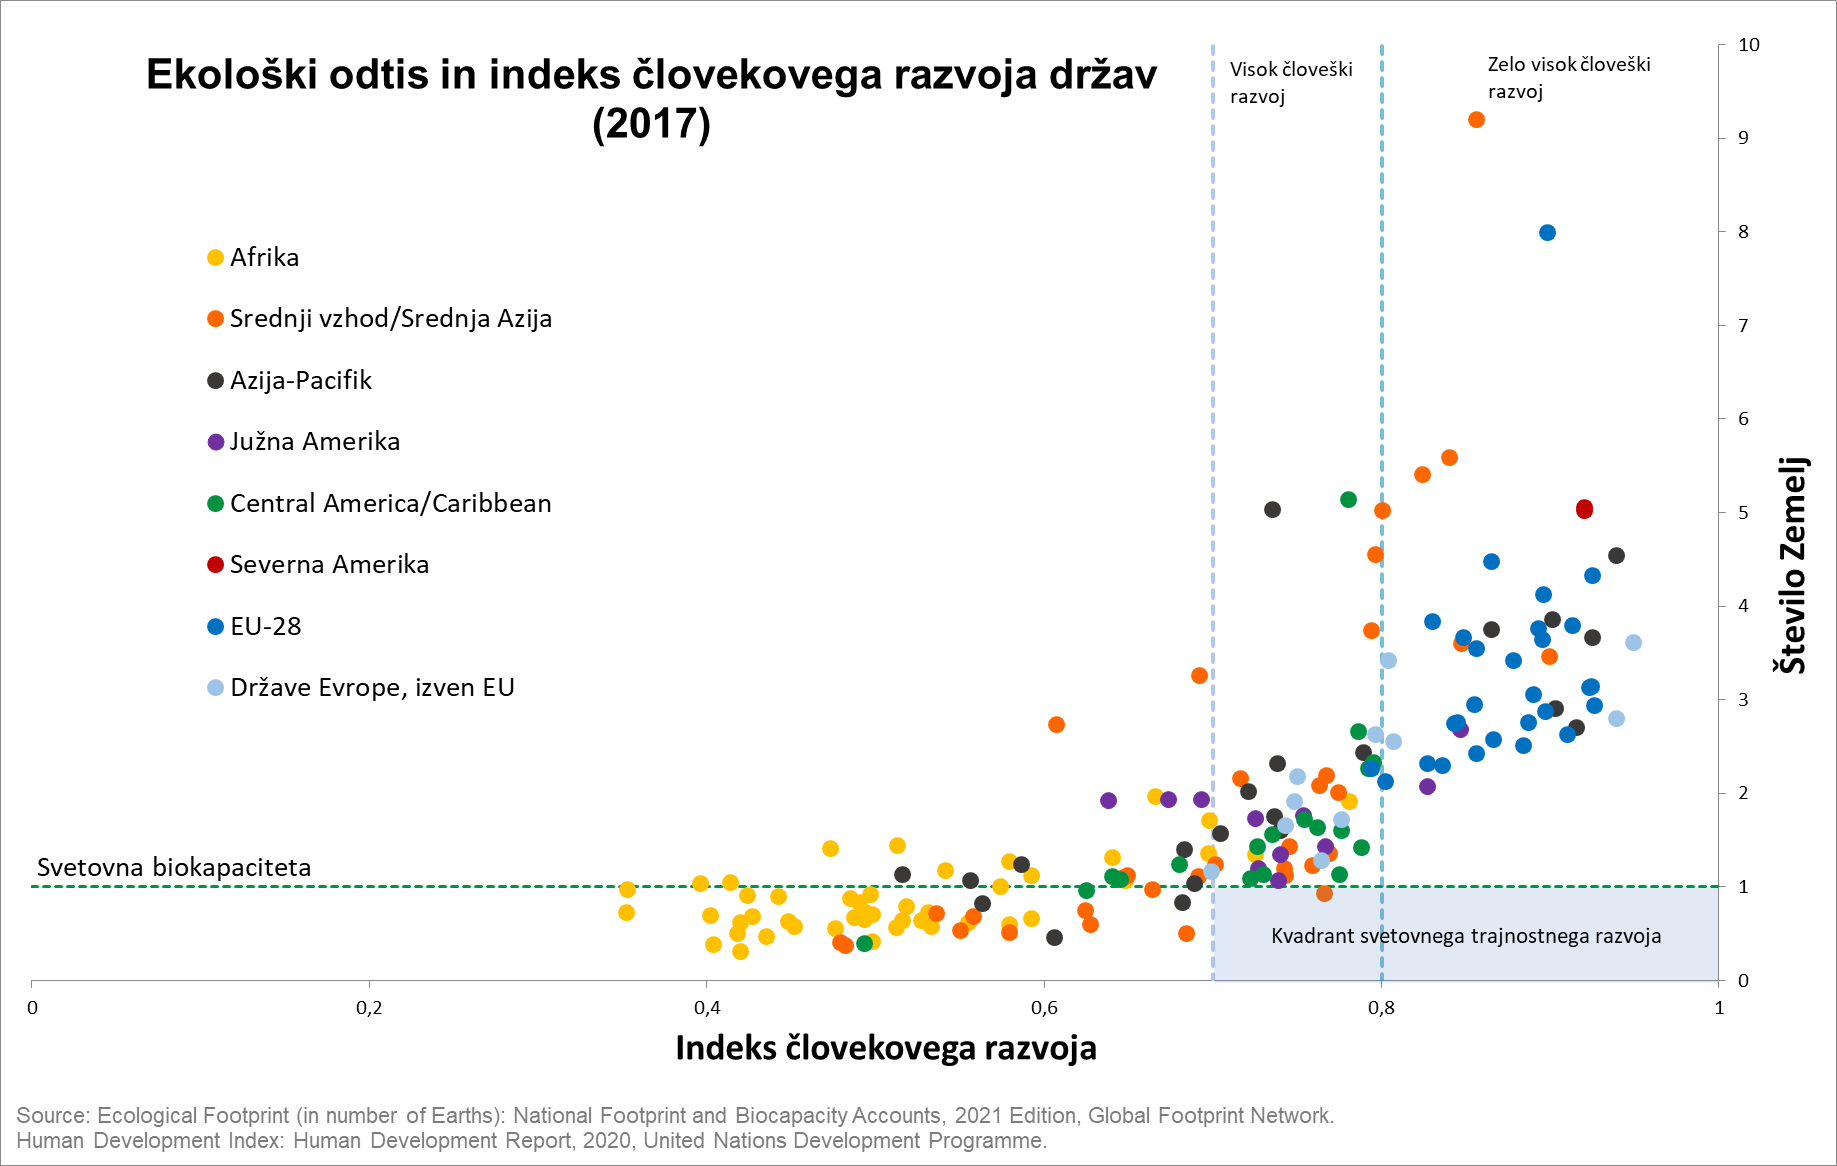 Ekološki odtis in indeks človekovega razvoja držav
(2017)
Visok človeški
razvoj
Zelo visok človeški
razvoj
Afrika
Srednji vzhod/Srednja Azija
Azija-Pacifik
Južna Amerika
Central America/Caribbean
Severna Amerika
EU-28
Države Evrope, izven EU
Svetovna biokapaciteta
Kvadrant svetovnega trajnostnega razvoja
10
9
8
7
6
5
4
3
2
1
0
Število Zemelj
0
0,2
0,4
0,6
0,8
1
Indeks človekovega razvoja
Source: Ecological Footprint (in number of Earths): National Footprint and Biocapacity Accounts, 2021 Edition, Global Footprint Network.
Human Development Index: Human Development Report, 2020, United Nations Development Programme.